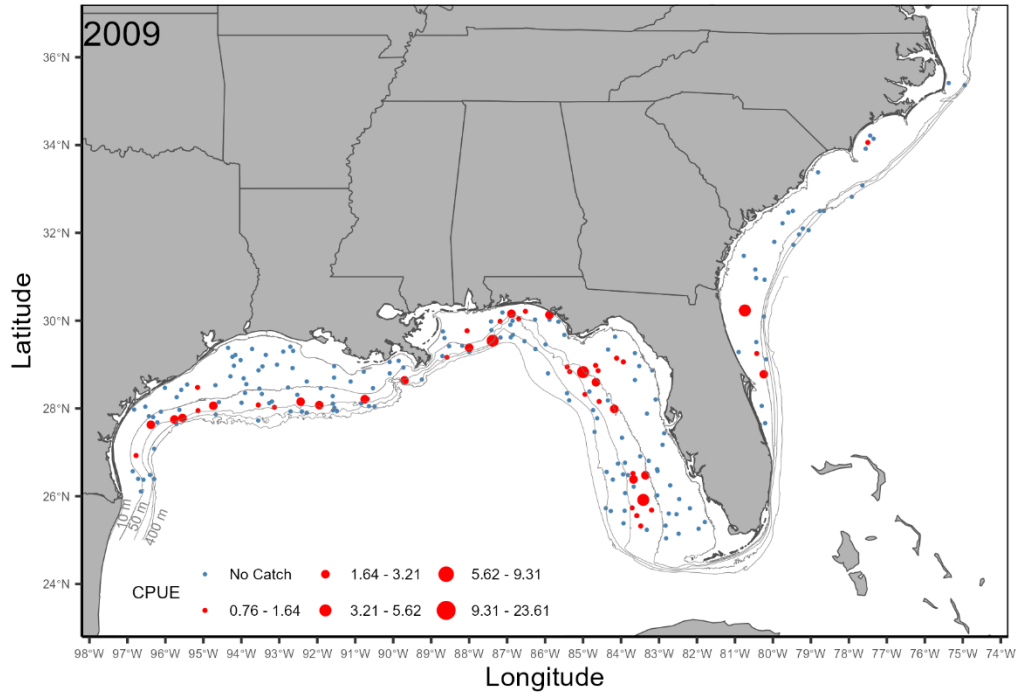 2009
36°N
34°N
32°N
30°N
28°N
26°N
24°N
Latitude
10 m
50 m
400 m
CPUE
No Catch
1.64 - 3.21
5.62 - 9.31
0.76 - 1.64
3.21 - 5.62
9.31 - 23.61
98°W 97°W 96°W 95°W 94°W 93°W 92°W 91°W 90°W 89°W 88°W 87°W 86°W 85°W 84°W 83°W 82°W 81°W 80°W 79°W 78°W 77°W 76°W 75°W 74°W
Longitude